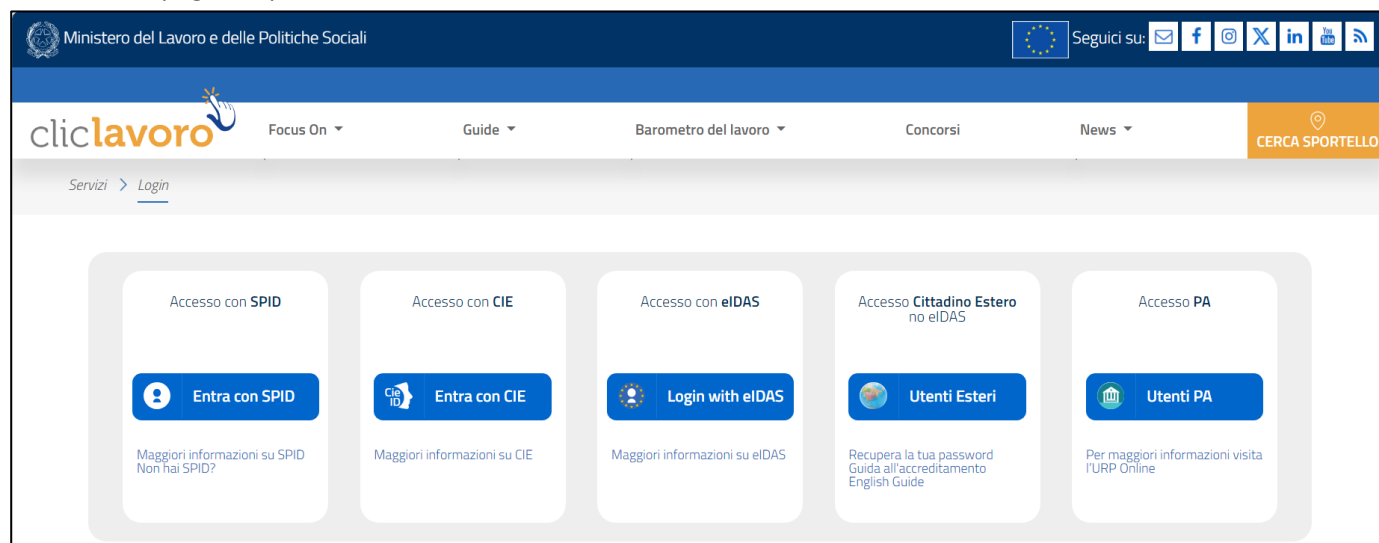 Ministero del Lavoro e delle Politiche Sociali
Seguici su:
cliclavoro
Focus On
Guide
Barometro del lavoro
Concorsi
News
CERCA SPORTELLO
Servizi > Login
Accesso con SPID
Entra con SPID
Maggiori informazioni su SPID
Non hai SPID?
Accesso con CIE
Cie
ID
Entra con CIE
Maggiori informazioni su CIE
Accesso con eIDAS
Login with eIDAS
Maggiori informazioni su eIDAS
Accesso Cittadino Estero
no eIDAS
Utenti Esteri
Recupera la tua password
Guida all'accreditamento
English Guide
Accesso PA
Utenti PA
Per maggiori informazioni visita
l'URP Online